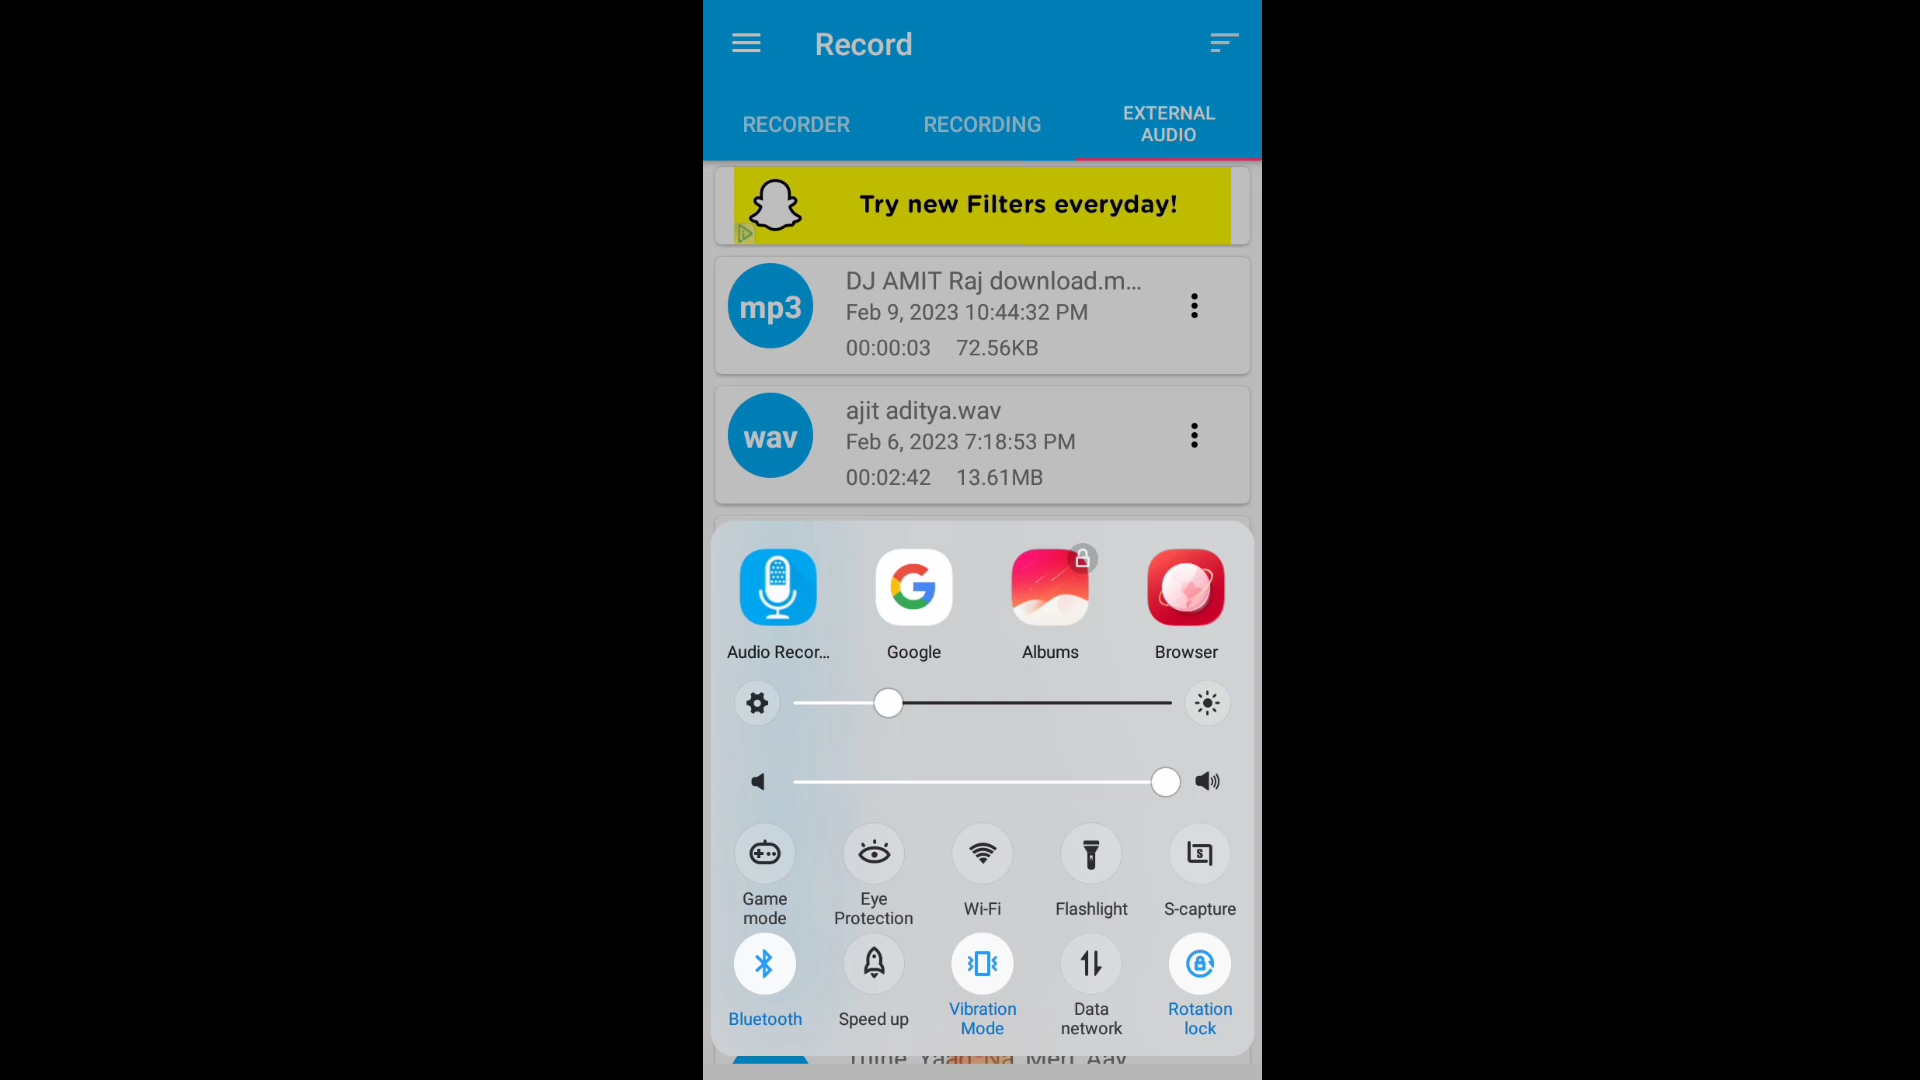 Record
RECORDER
RECORDING
EXTERNAL
AUDIO
Try new Filters everyday!
mp3
DJ AMIT Raj download.m...
Feb 9, 2023 10:44:32 PM
00:00:03 72.56KB
wav
ajit aditya.wav
Feb 6, 2023 7:18:53 PM
00:02:42 13.61MB
Audio Recor...
Google
Albums
Browser
Game
mode
Eye
Protection
Wi-Fi
Flashlight
S-capture
Bluetooth
Speed up
Vibration
Mode
Data
network
Rotation
lock